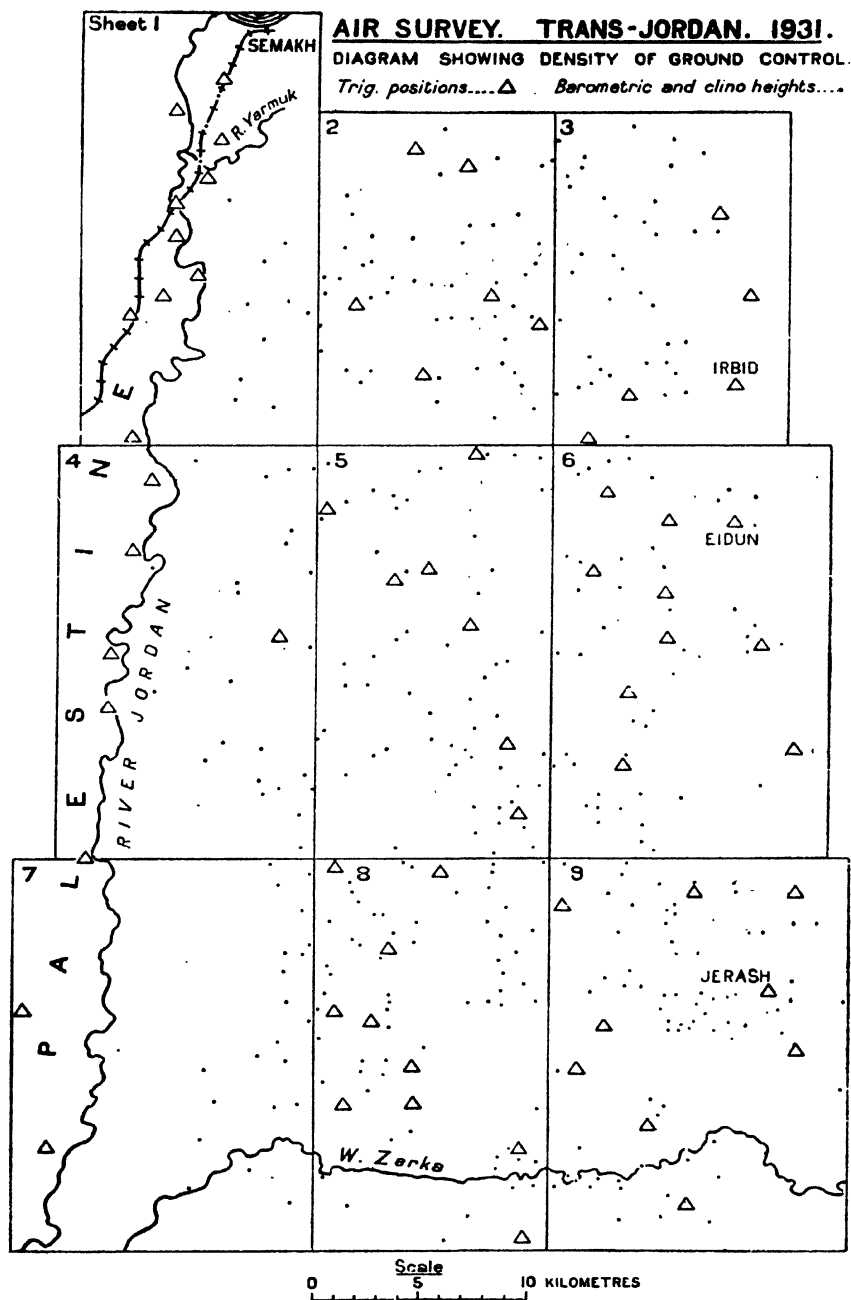 Sheet 1
AIR SURVEY. TRANS-JORDAN. 1931.
DIAGRAM SHOWING DENSITY OF GROUND CONTROL.
Trig. positions....△ . Barometric and clino heights....
SEMAKH
R. Yarmuk
2
3
IRBID
4
5
6
EIDUN
PALESTINE
RIVER JORDAN
7
8
9
JERASH
W. Zerka
Scale
0 5 10 KILOMETRES